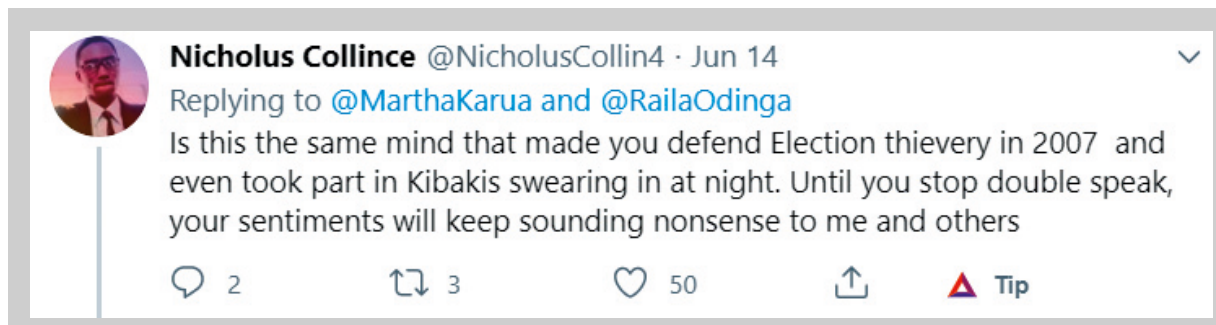 Nicholus Collince @NicholusCollin4 · Jun 14
Replying to @MarthaKarua and @RailaOdinga
Is this the same mind that made you defend Election thievery in 2007  and
even took part in Kibakis swearing in at night. Until you stop double speak,
your sentiments will keep sounding nonsense to me and others
2 3 50 Tip